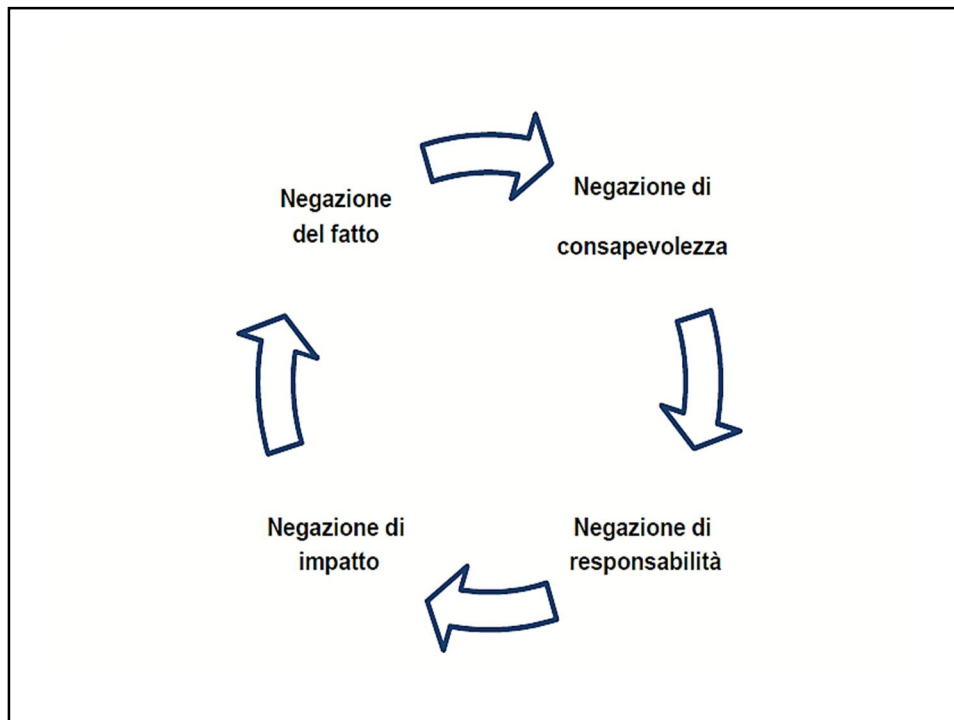 Negazione
del fatto
Negazione di
consapevolezza
Negazione di
impatto
Negazione di
responsabilità